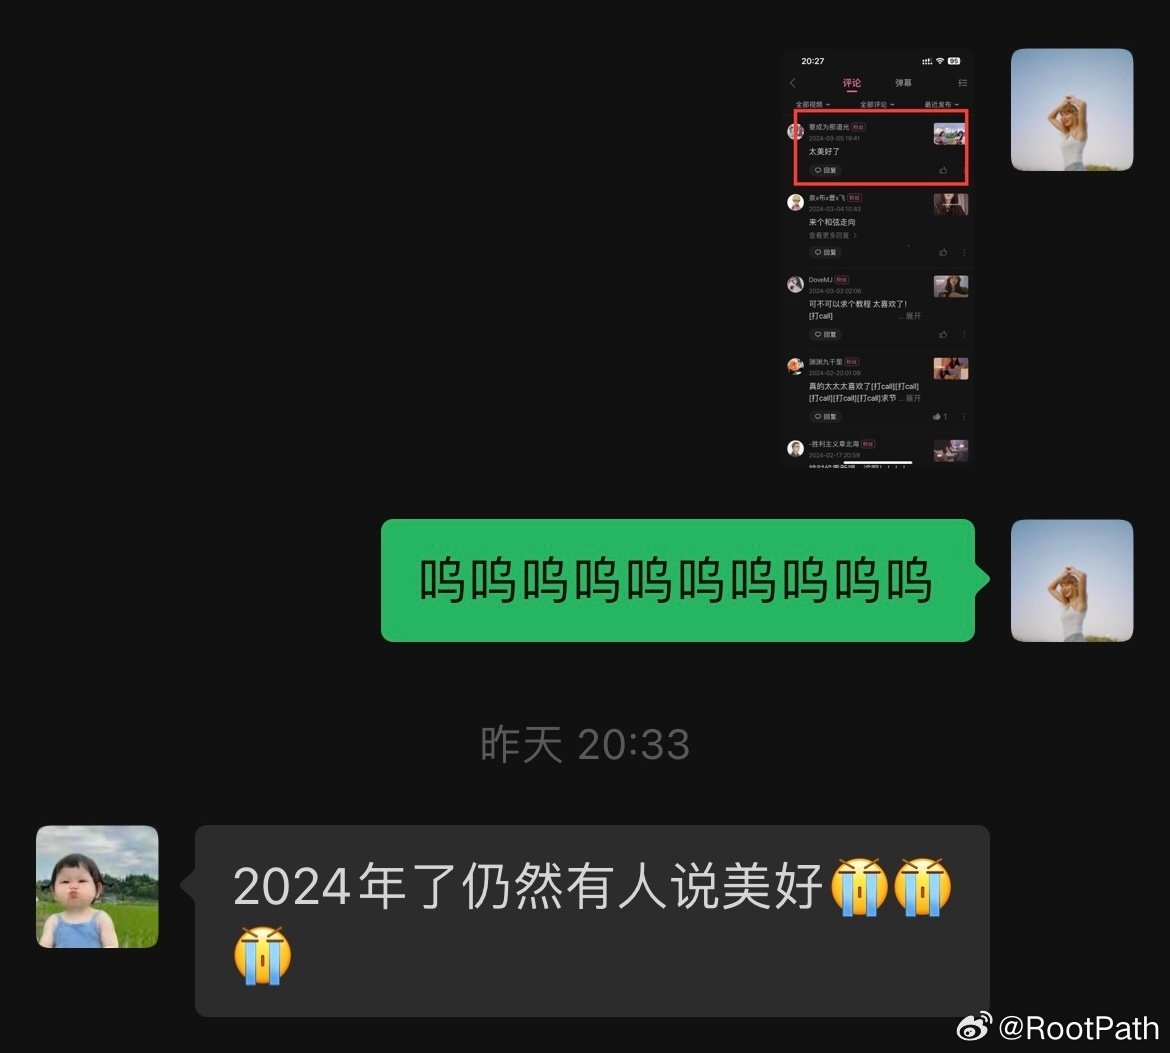 20:27
95
评论
弹幕
全部视频
全部评论
最近发布
要成为那道光 粉丝
2024-03-05 19:41
太美好了
回复
泉x布x曹x飞 粉丝
2024-03-04 10:43
来个和弦走向
查看更多回复
回复
DoveMJ 粉丝
2024-03-02 02:06
可不可以求个教程 太喜欢了！
[打call]
... 展开
回复
渊渊九千里 粉丝
2024-02-20 01:09
真的太太太喜欢了[打call][打call]
[打call][打call][打call]求节 ... 展开
回复
1
-胜利主义章北海 粉丝
2024-02-17 20:59
呜呜呜呜呜呜呜呜呜呜
昨天 20:33
2024年了仍然有人说美好😭😭
😭
@RootPath